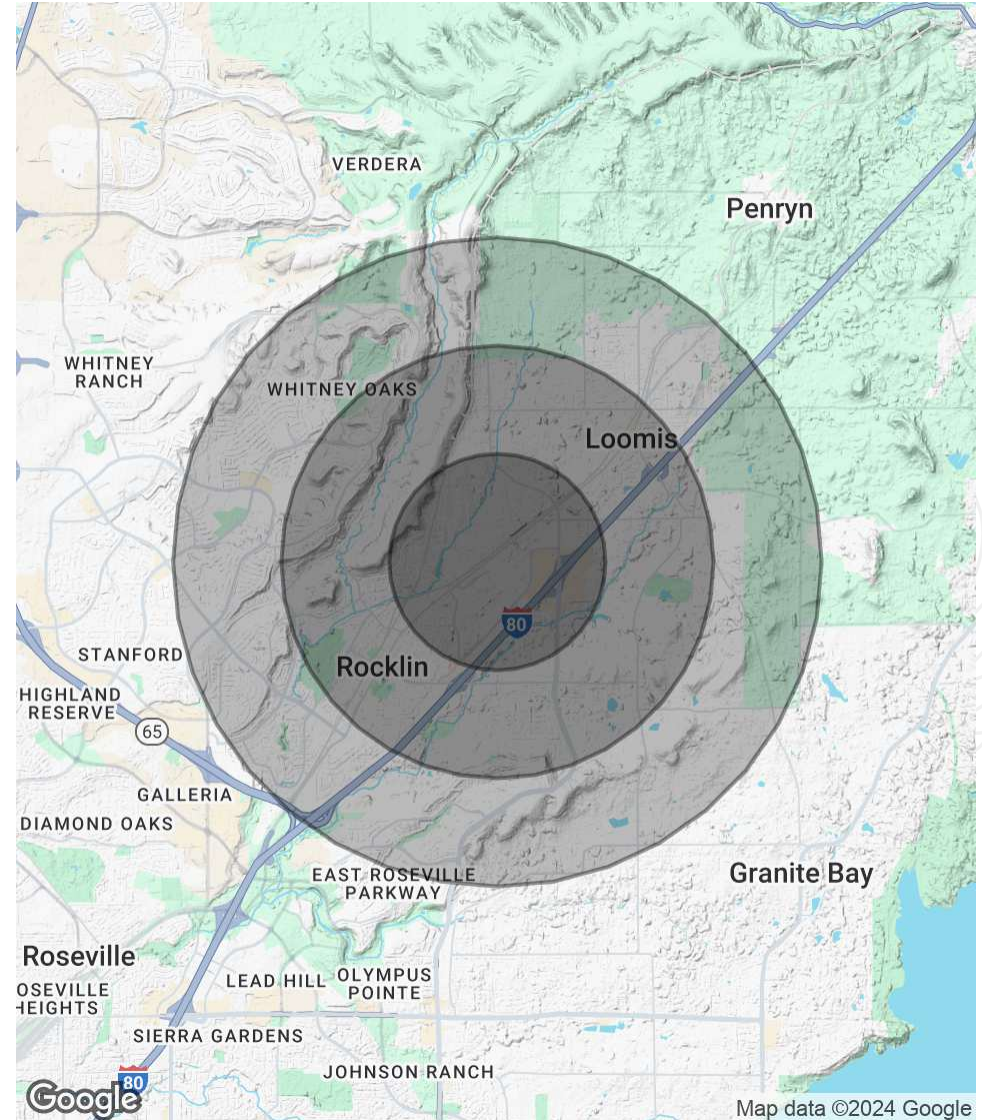 VERDERA
Penryn
WHITNEY
RANCH
WHITNEY OAKS
Loomis
80
Rocklin
STANFORD
HIGHLAND
RESERVE
65
GALLERIA
DIAMOND OAKS
EAST ROSEVILLE
PARKWAY
Granite Bay
Roseville
OSEVILLE
HEIGHTS
LEAD HILL
OLYMPUS
POINTE
SIERRA GARDENS
JOHNSON RANCH
80
Google
Map data ©2024 Google